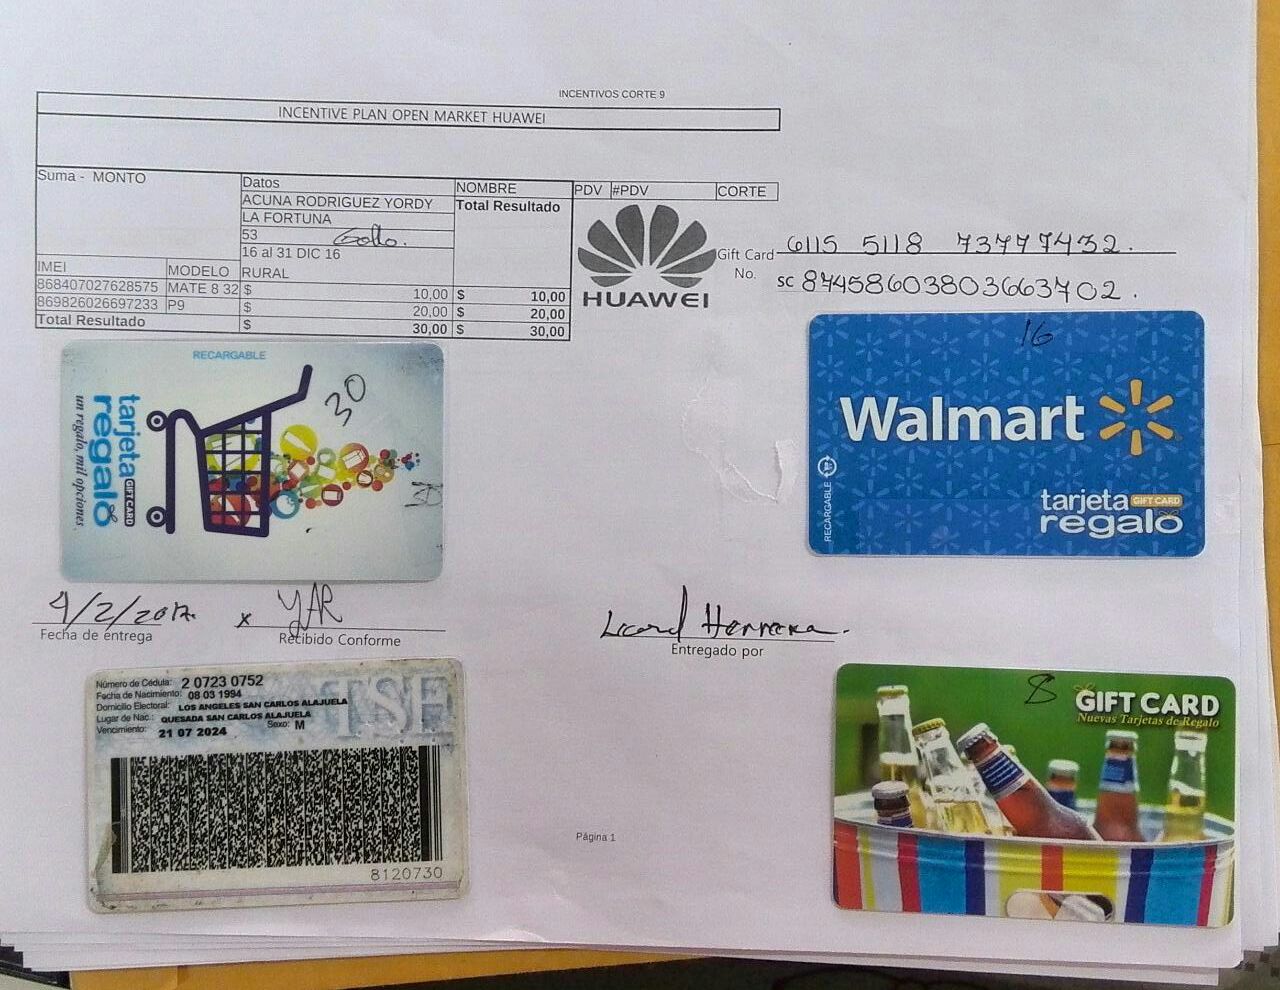 INCENTIVOS CORTE 9
INCENTIVE PLAN OPEN MARKET HUAWEI
Suma - MONTO
Datos
NOMBRE
PDV #PDV CORTE
ACUNA RODRIGUEZ YORDY
Total Resultado
LA FORTUNA
53 Gollo.
16 al 31 DIC 16
IMEI MODELO RURAL
868407027628575 MATE 8 32 $ 10,00 $ 10,00
869826026697233 P9 $ 20,00 $ 20,00
Total Resultado $ 30,00 $ 30,00
HUAWEI
Gift Card No. 6115 5118 73777432.
SC 87458603803663702.
RECARGABLE
tarjeta GIFT CARD
regalo
un regalo, mil opciones.
30
16
Walmart
RECARGABLE
tarjeta GIFT CARD
regalo
4/2/2017. x YAR
Fecha de entrega Recibido Conforme
Herrera.
Entregado por
TSE
Número de Cédula: 2 0723 0752
Fecha de Nacimiento: 08 03 1994
Domicilio Electoral: LOS ANGELES SAN CARLOS ALAJUELA
Lugar de Nac.: QUESADA SAN CARLOS ALAJUELA
Sexo: M
Vencimiento: 21 07 2024
8120730
8
GIFT CARD
Nuevas Tarjetas de Regalo
Página 1